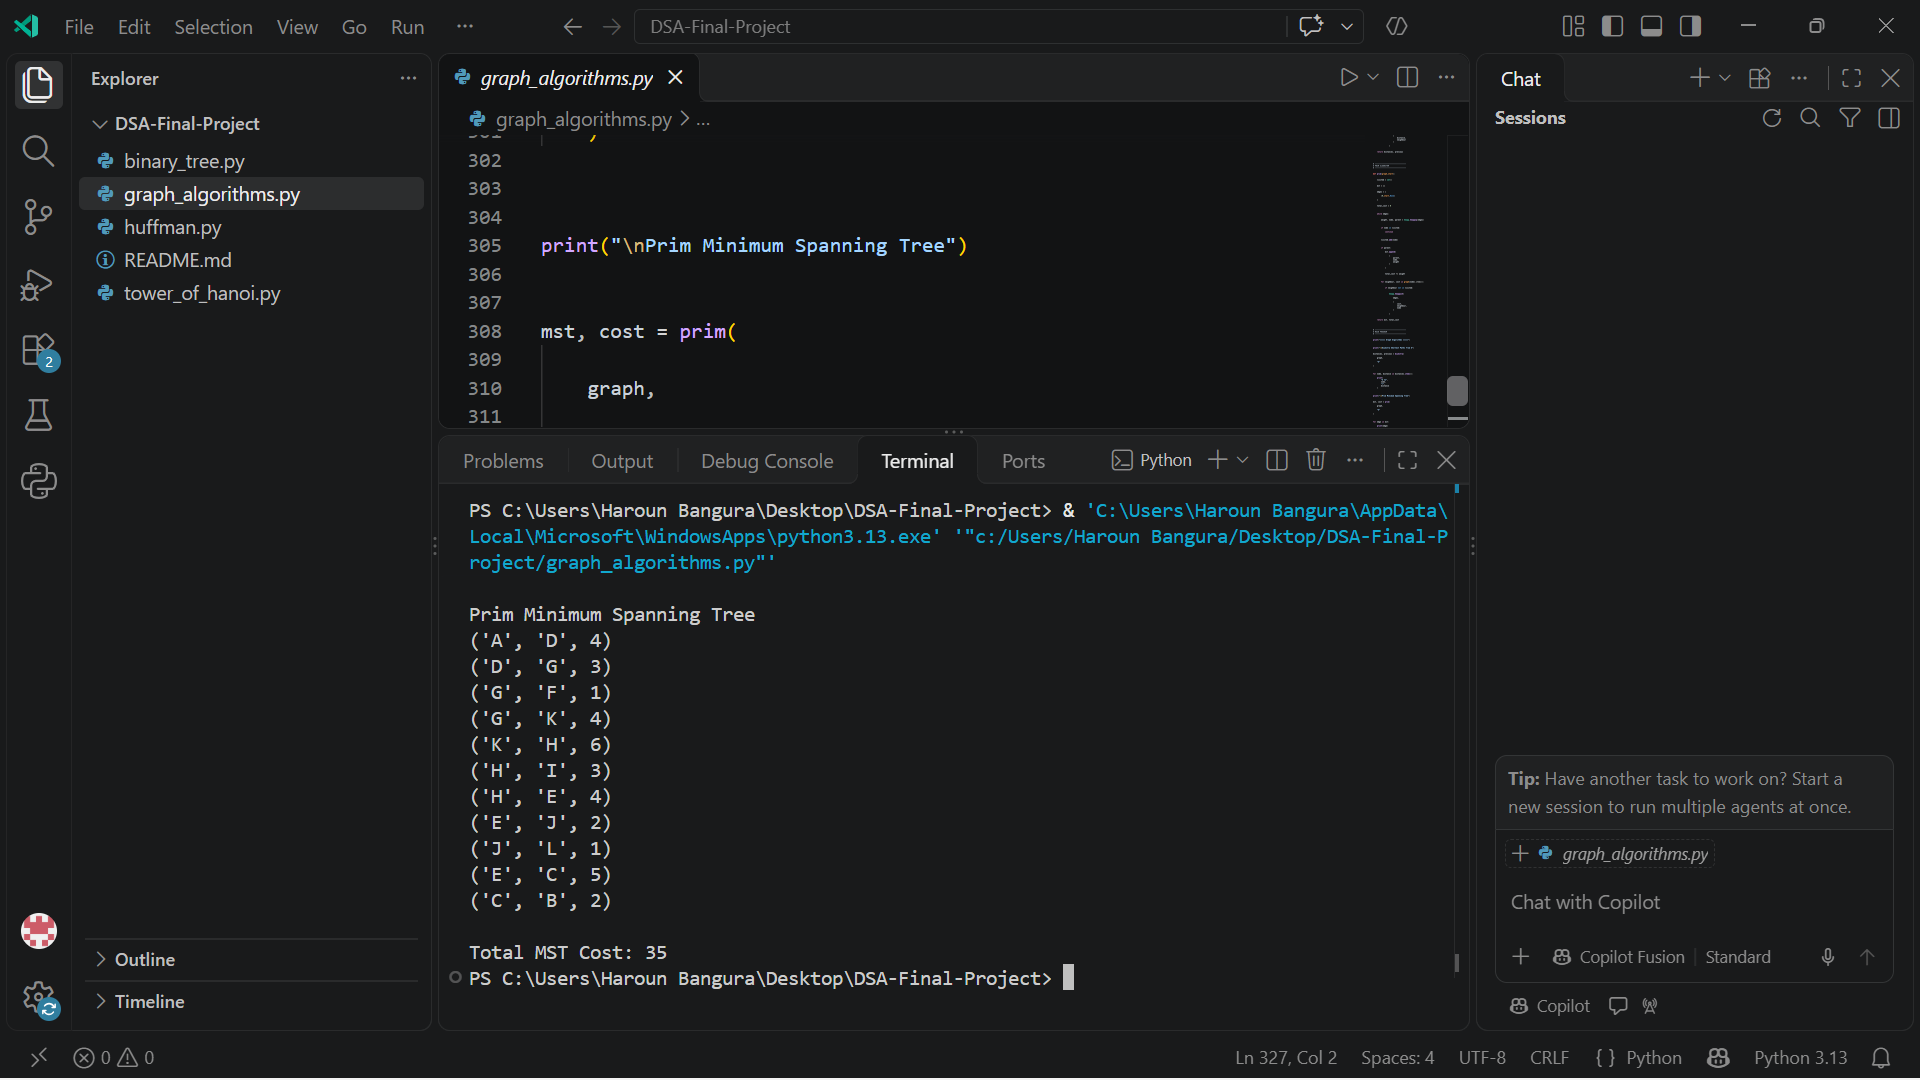 File Edit Selection View Go Run ···
DSA-Final-Project
Explorer
DSA-Final-Project
binary_tree.py
graph_algorithms.py
huffman.py
README.md
tower_of_hanoi.py
2
Outline
Timeline
graph_algorithms.py
graph_algorithms.py > ...
302
303
304
305 print("\nPrim Minimum Spanning Tree")
306
307
308 mst, cost = prim(
309
310 graph,
311
Problems Output Debug Console Terminal Ports
Python
PS C:\Users\Haroun Bangura\Desktop\DSA-Final-Project> & 'C:\Users\Haroun Bangura\AppData\
Local\Microsoft\WindowsApps\python3.13.exe' '"c:/Users/Haroun Bangura/Desktop/DSA-Final-P
roject/graph_algorithms.py"'
Prim Minimum Spanning Tree
('A', 'D', 4)
('D', 'G', 3)
('G', 'F', 1)
('G', 'K', 4)
('K', 'H', 6)
('H', 'I', 3)
('H', 'E', 4)
('E', 'J', 2)
('J', 'L', 1)
('E', 'C', 5)
('C', 'B', 2)
Total MST Cost: 35
PS C:\Users\Haroun Bangura\Desktop\DSA-Final-Project>
Chat
Sessions
Tip: Have another task to work on? Start a
new session to run multiple agents at once.
graph_algorithms.py
Chat with Copilot
Copilot Fusion Standard
Copilot
0 0
Ln 327, Col 2 Spaces: 4 UTF-8 CRLF { } Python Python 3.13